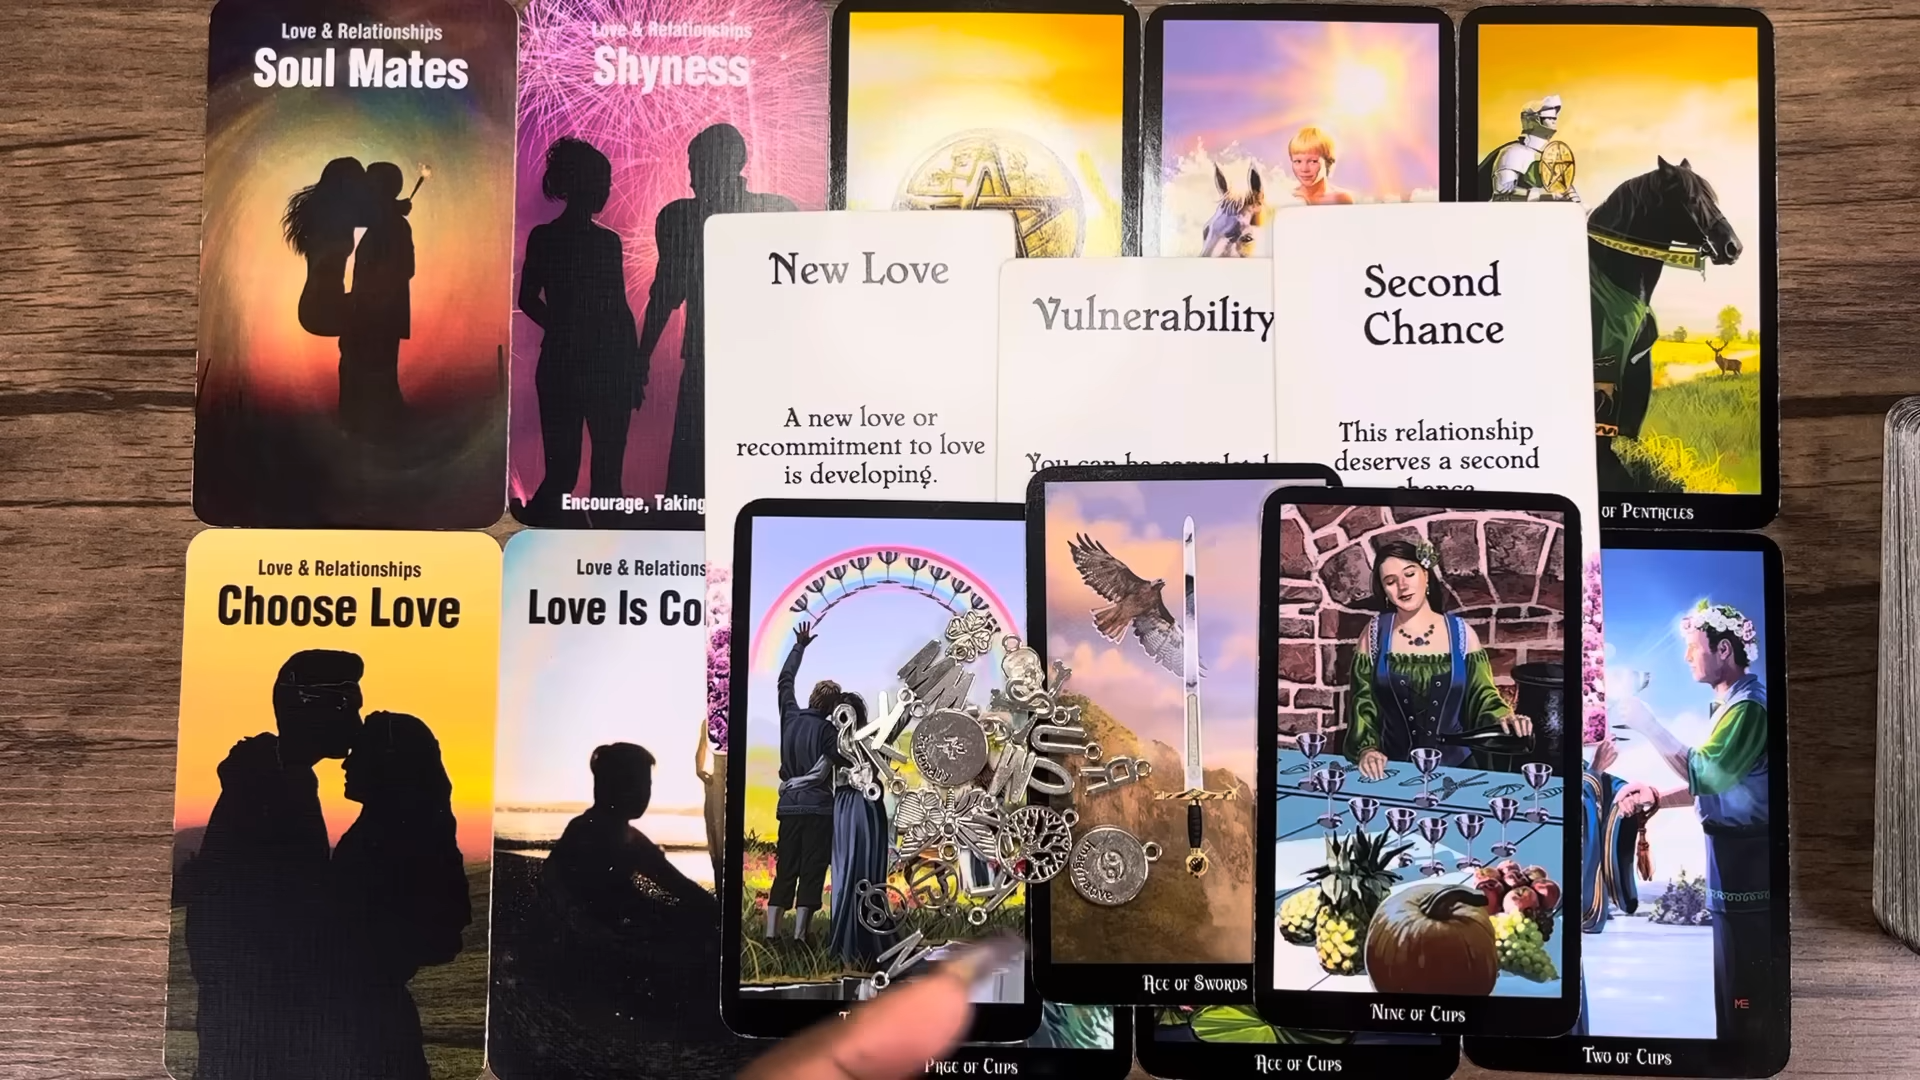 Love & Relationships
Soul Mates
Love & Relationships
Shyness
Encourage, Taking
New Love
A new love or
recommitment to love
is developing.
Vulnerability
You can be
Second
Chance
This relationship
deserves a second
chance
of Pentacles
Love & Relationships
Choose Love
Love & Relations
Love Is Co
Imaginative
Ace of Swords
Nine of Cups
Page of Cups
Ace of Cups
Two of Cups
ME